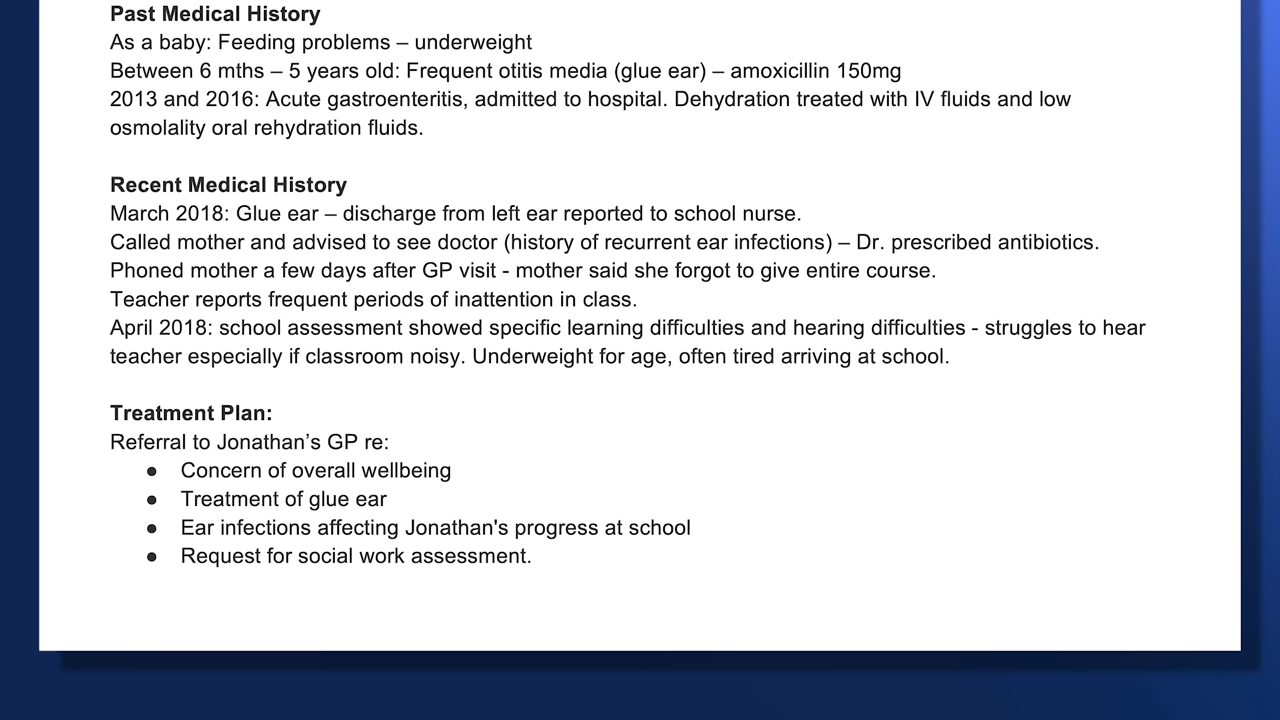 Past Medical History
As a baby: Feeding problems – underweight
Between 6 mths – 5 years old: Frequent otitis media (glue ear) – amoxicillin 150mg
2013 and 2016: Acute gastroenteritis, admitted to hospital. Dehydration treated with IV fluids and low
osmolality oral rehydration fluids.
Recent Medical History
March 2018: Glue ear – discharge from left ear reported to school nurse.
Called mother and advised to see doctor (history of recurrent ear infections) – Dr. prescribed antibiotics.
Phoned mother a few days after GP visit - mother said she forgot to give entire course.
Teacher reports frequent periods of inattention in class.
April 2018: school assessment showed specific learning difficulties and hearing difficulties - struggles to hear
teacher especially if classroom noisy. Underweight for age, often tired arriving at school.
Treatment Plan:
Referral to Jonathan’s GP re:
● Concern of overall wellbeing
● Treatment of glue ear
● Ear infections affecting Jonathan's progress at school
● Request for social work assessment.